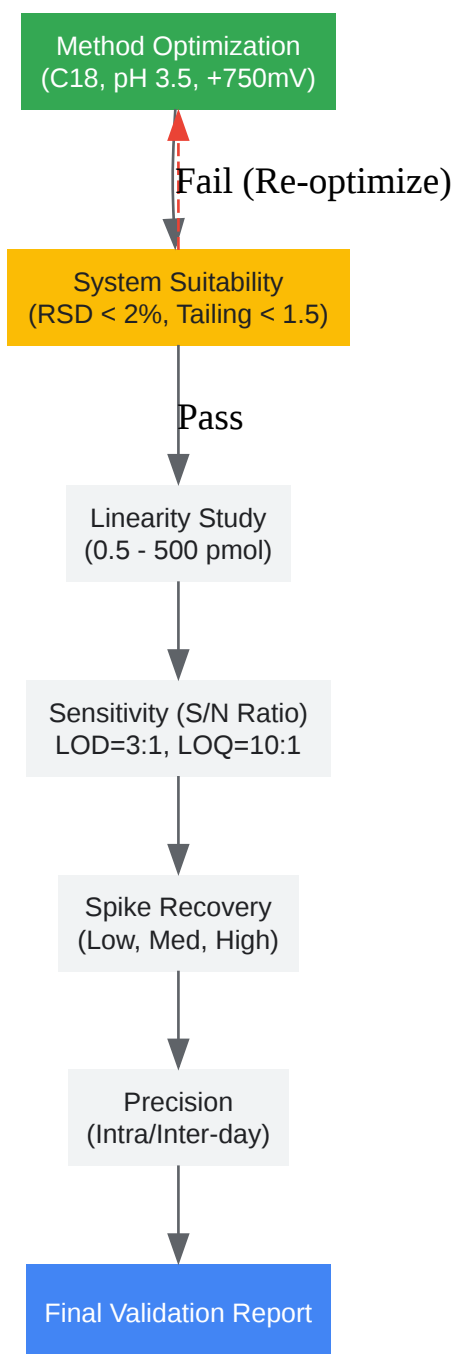 Method Optimization
(C18, pH 3.5, +750mV)
Fail (Re-optimize)
System Suitability
(RSD < 2%, Tailing < 1.5)
Pass
Linearity Study
(0.5 - 500 pmol)
Sensitivity (S/N Ratio)
LOD=3:1, LOQ=10:1
Spike Recovery
(Low, Med, High)
Precision
(Intra/Inter-day)
Final Validation Report